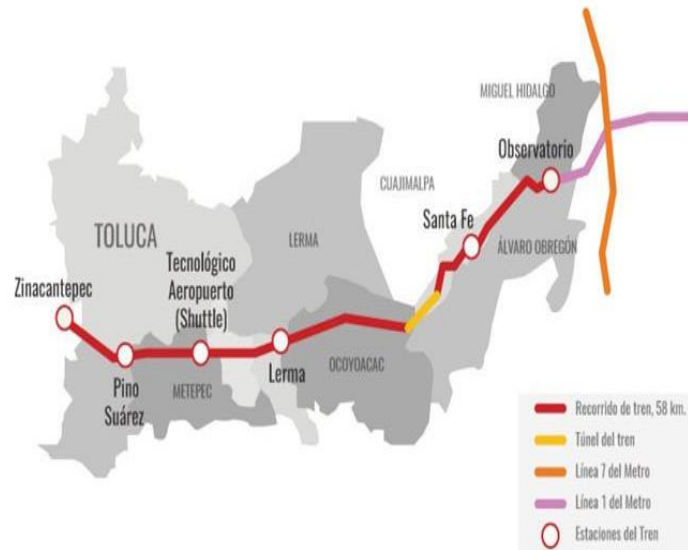 MIGUEL HIDALGO
Observatorio
CUAJIMALPA
Santa Fe
ÁLVARO OBREGÓN
TOLUCA
LERMA
Tecnológico
Aeropuerto
(Shuttle)
Zinacantepec
Pino
Suárez
METEPEC
Lerma
OCOYOACAC
Recorrido de tren, 58 km.
Túnel del tren
Línea 7 del Metro
Línea 1 del Metro
Estaciones del Tren